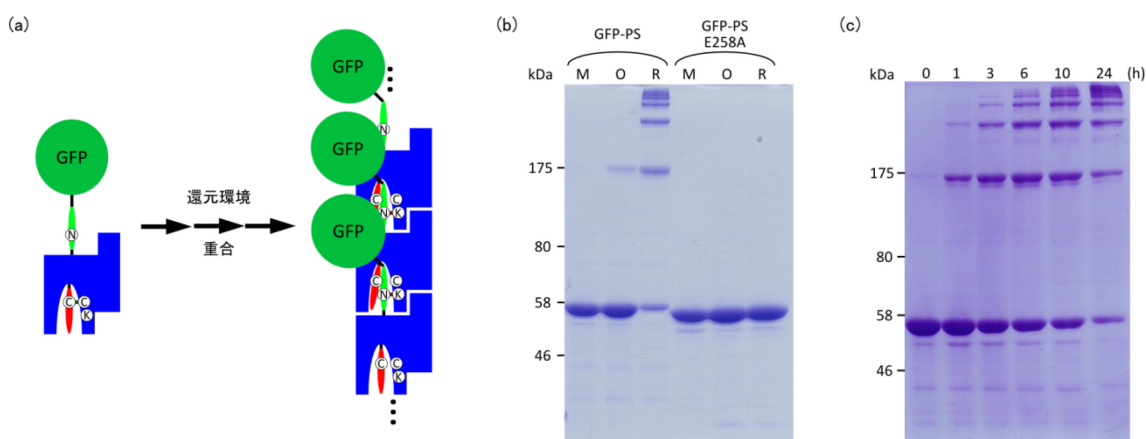 (a)
GFP
N
C
C
K
還元環境
重合
GFP
N
GFP
C
C
N
K
GFP
C
C
N
K
C
C
K
(b)
GFP-PS
GFP-PS
E258A
kDa
M
O
R
M
O
R
175
80
58
46
(c)
kDa
0
1
3
6
10
24
(h)
175
80
58
46